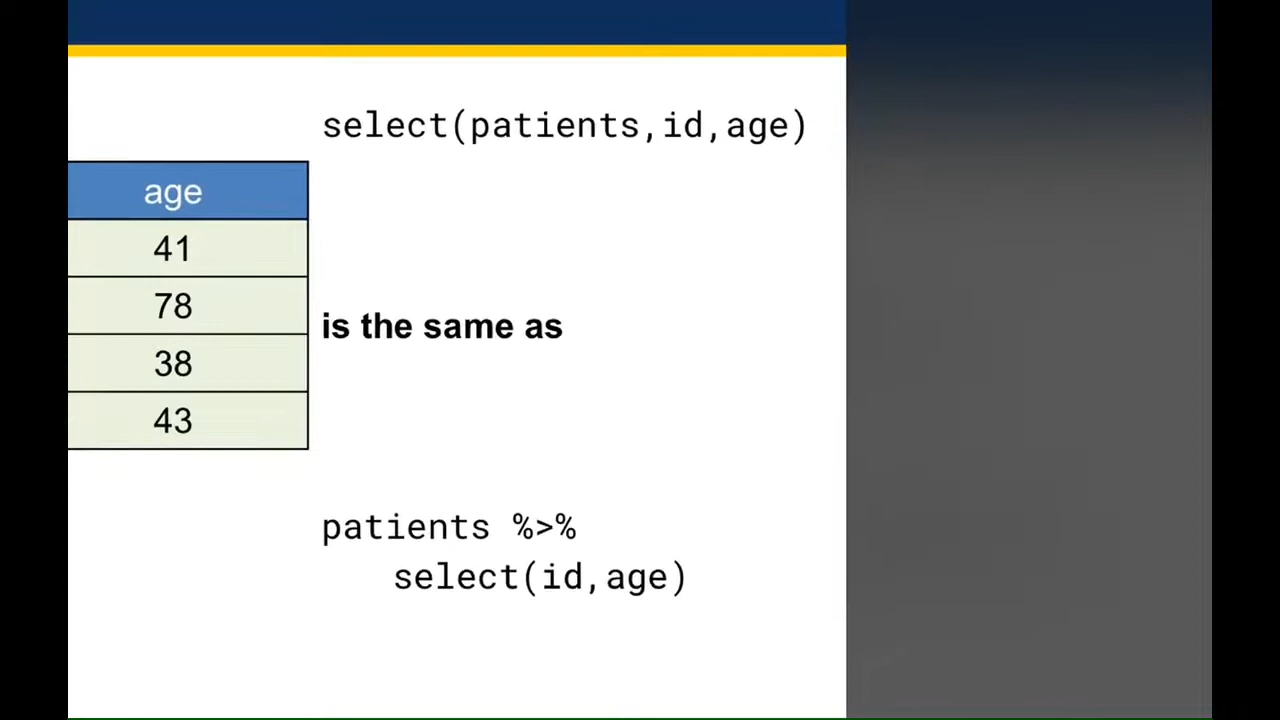 select(patients,id,age)
age
41
78
is the same as
38
43
patients %>%
select(id,age)